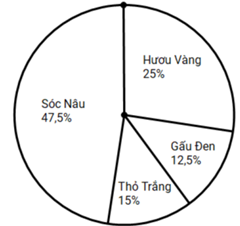 Hươu Vàng
25%
Sóc Nâu
47,5%
Gấu Đen
12,5%
Thỏ Trắng
15%